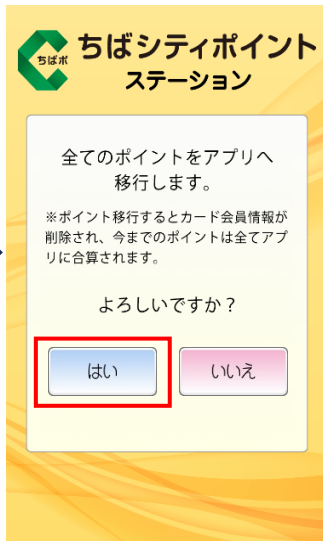 ちばポ
ちばシティポイント
ステーション
全てのポイントをアプリへ
移行します。
※ポイント移行するとカード会員情報が
削除され、今までのポイントは全てアプ
リに合算されます。
よろしいですか？
はい
いいえ